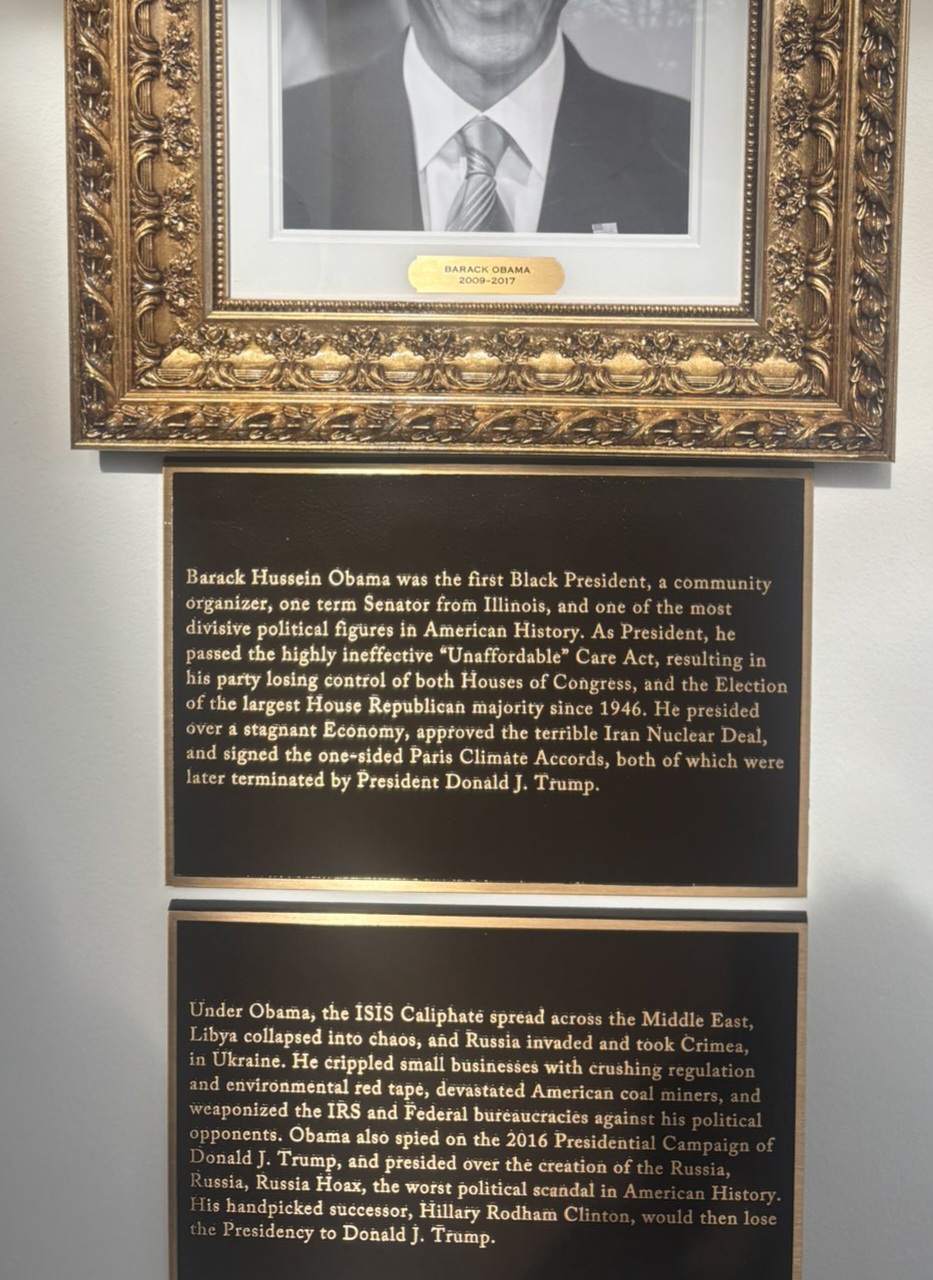 BARACK OBAMA
2009-2017
Barack Hussein Obama was the first Black President, a community
organizer, one term Senator from Illinois, and one of the most
divisive political figures in American History. As President, he
passed the highly ineffective “Unaffordable” Care Act, resulting in
his party losing control of both Houses of Congress, and the Election
of the largest House Republican majority since 1946. He presided
over a stagnant Economy, approved the terrible Iran Nuclear Deal,
and signed the one-sided Paris Climate Accords, both of which were
later terminated by President Donald J. Trump.
Under Obama, the ISIS Caliphate spread across the Middle East,
Libya collapsed into chaos, and Russia invaded and took Crimea,
in Ukraine. He crippled small businesses with crushing regulation
and environmental red tape, devastated American coal miners, and
weaponized the IRS and Federal bureaucracies against his political
opponents. Obama also spied on the 2016 Presidential Campaign of
Donald J. Trump, and presided over the creation of the Russia,
Russia, Russia Hoax, the worst political scandal in American History.
His handpicked successor, Hillary Rodham Clinton, would then lose
the Presidency to Donald J. Trump.